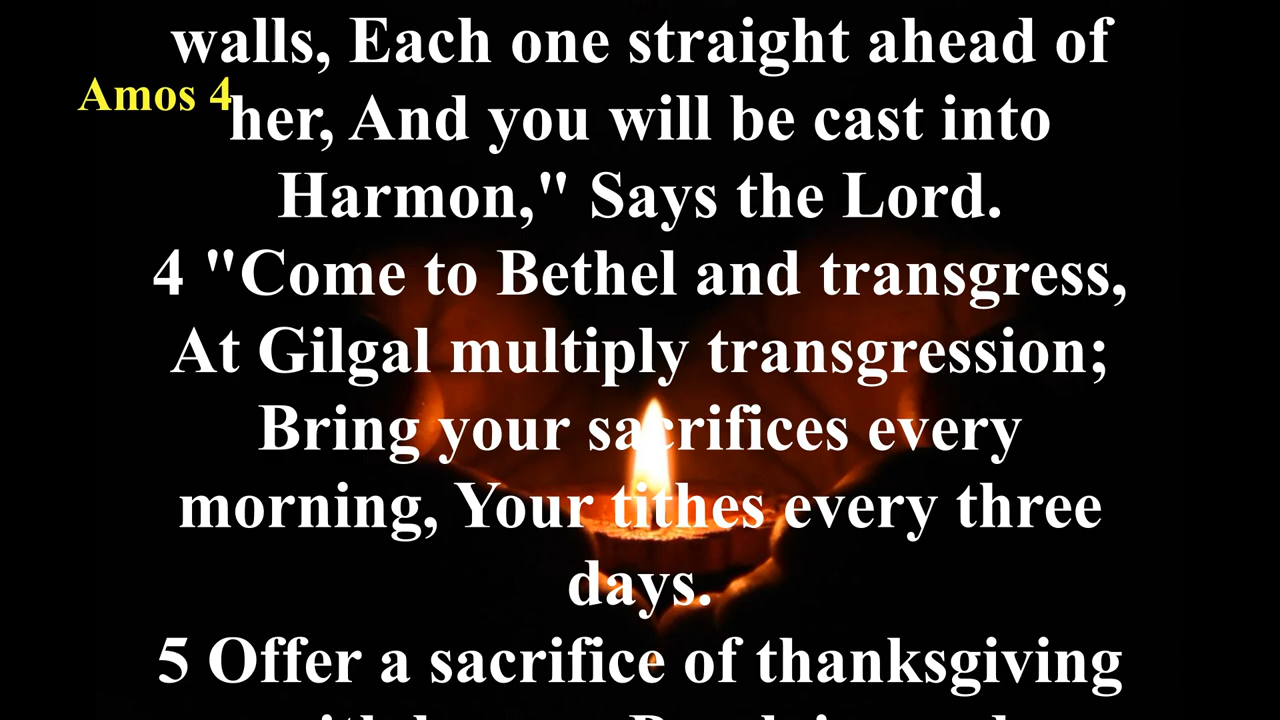 walls, Each one straight ahead of
Amos 4
her, And you will be cast into
Harmon," Says the Lord.
4 "Come to Bethel and transgress,
At Gilgal multiply transgression;
Bring your sacrifices every
morning, Your tithes every three
days.
5 Offer a sacrifice of thanksgiving